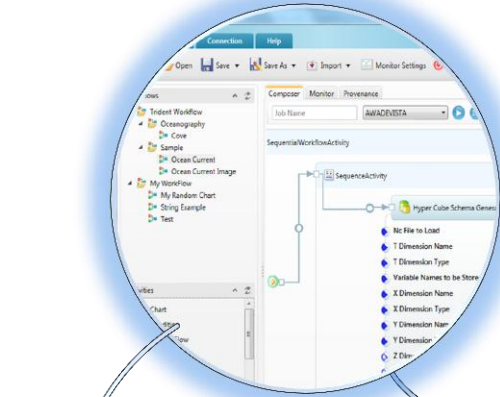 Connection Help
Open Save Save As Import Monitor Settings
Composer Monitor Provenance
Job Name AWADEVISTA
Trident Workflow
Oceanography
Cove
Sample
Ocean Current
Ocean Current Image
My WorkFlow
My Random Chart
String Example
Test
SequentialWorkflowActivity
SequenceActivity
Hyper Cube Schema
Nc File to Load
T Dimension Name
T Dimension Type
Variable Names to be Store
X Dimension Name
X Dimension Type
Y Dimension Name
Y Dimension
Z
Chart